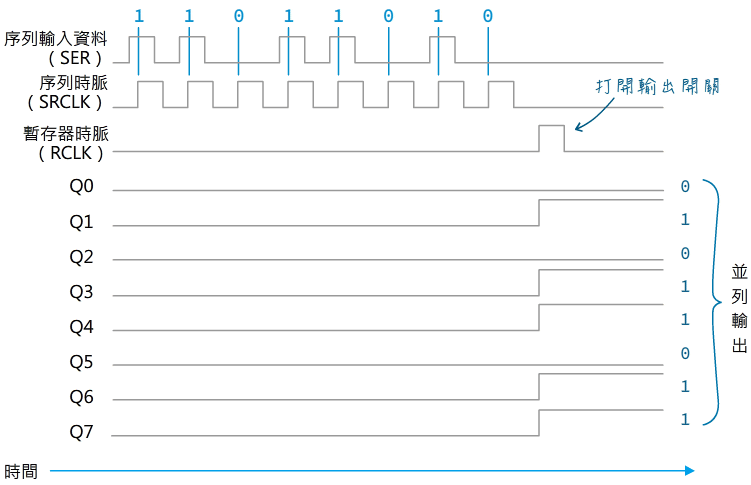 1 1 0 1 1 0 1 0
序列輸入資料
（SER）
序列時脈
（SRCLK）
打開輸出開關
暫存器時脈
（RCLK）
Q0 0
Q1 1
Q2 0
Q3 1
Q4 1
Q5 0
Q6 1
Q7 1
並列輸出
時間